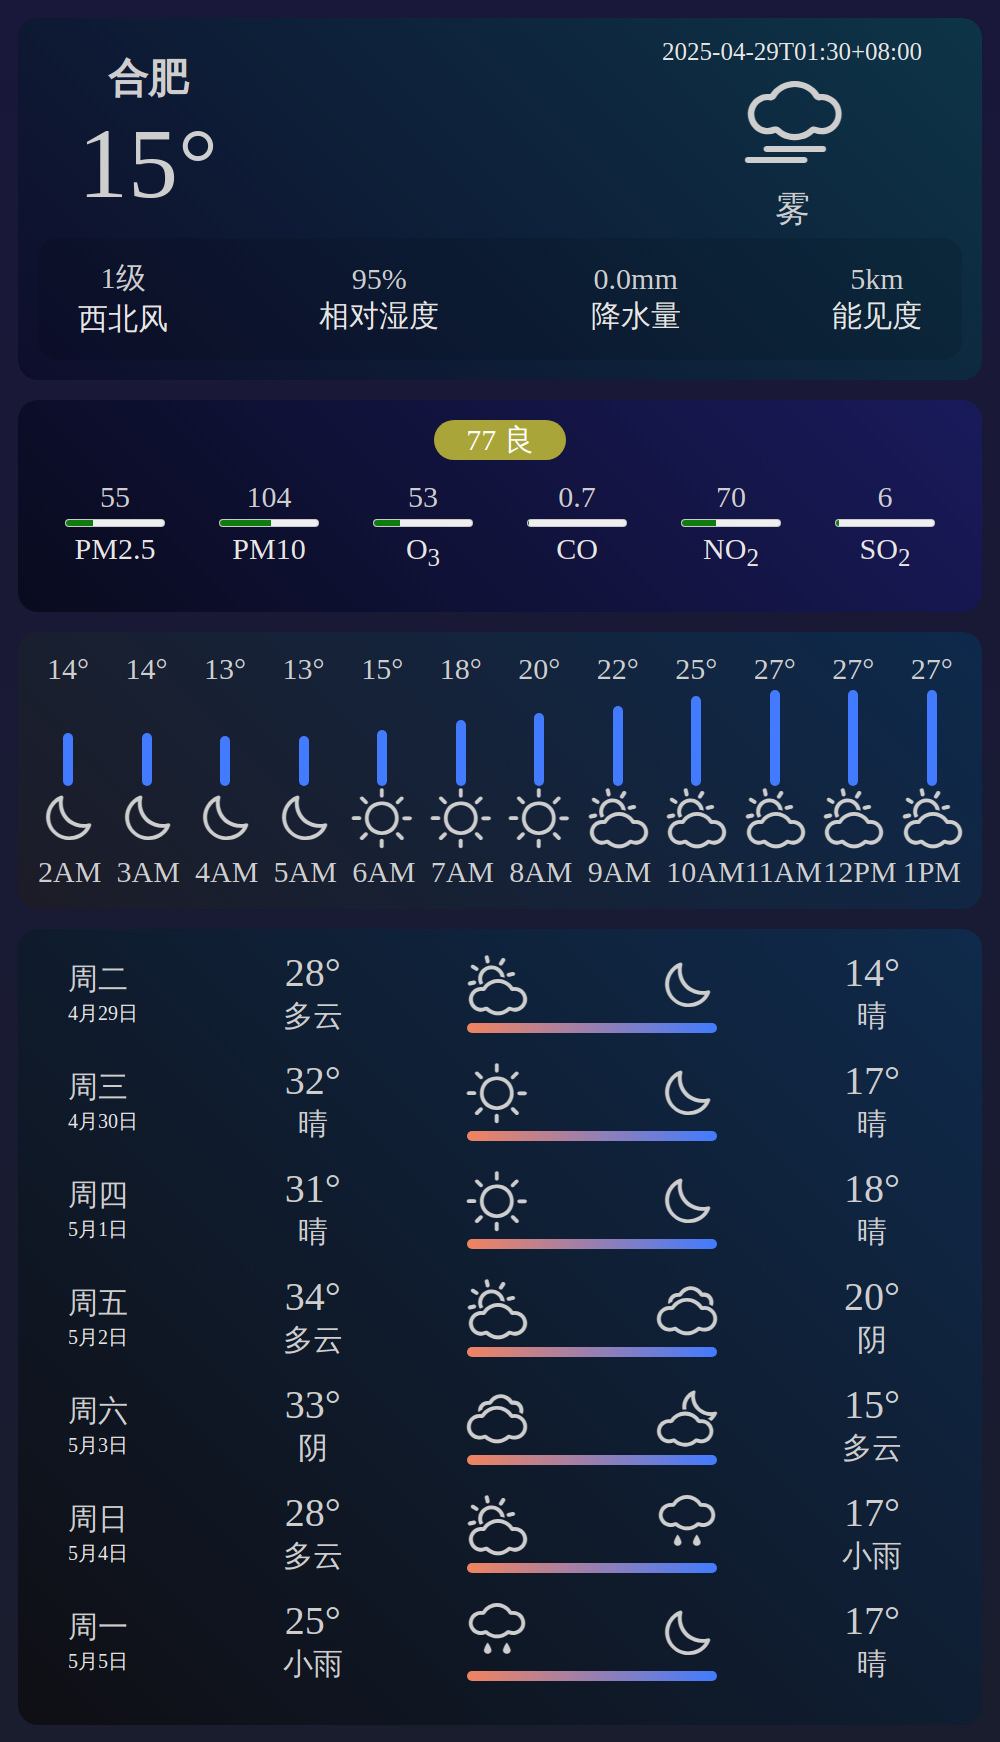 合肥
15°
2025-04-29T01:30+08:00
雾
1级 95% 0.0mm 5km
西北风 相对湿度 降水量 能见度
77 良
55 104 53 0.7 70 6
PM2.5 PM10 O3 CO NO2 SO2
14° 14° 13° 13° 15° 18° 20° 22° 25° 27° 27° 27°
2AM 3AM 4AM 5AM 6AM 7AM 8AM 9AM 10AM 11AM 12PM 1PM
周二 28° 14°
4月29日 多云 晴
周三 32° 17°
4月30日 晴 晴
周四 31° 18°
5月1日 晴 晴
周五 34° 20°
5月2日 多云 阴
周六 33° 15°
5月3日 阴 多云
周日 28° 17°
5月4日 多云 小雨
周一 25° 17°
5月5日 小雨 晴